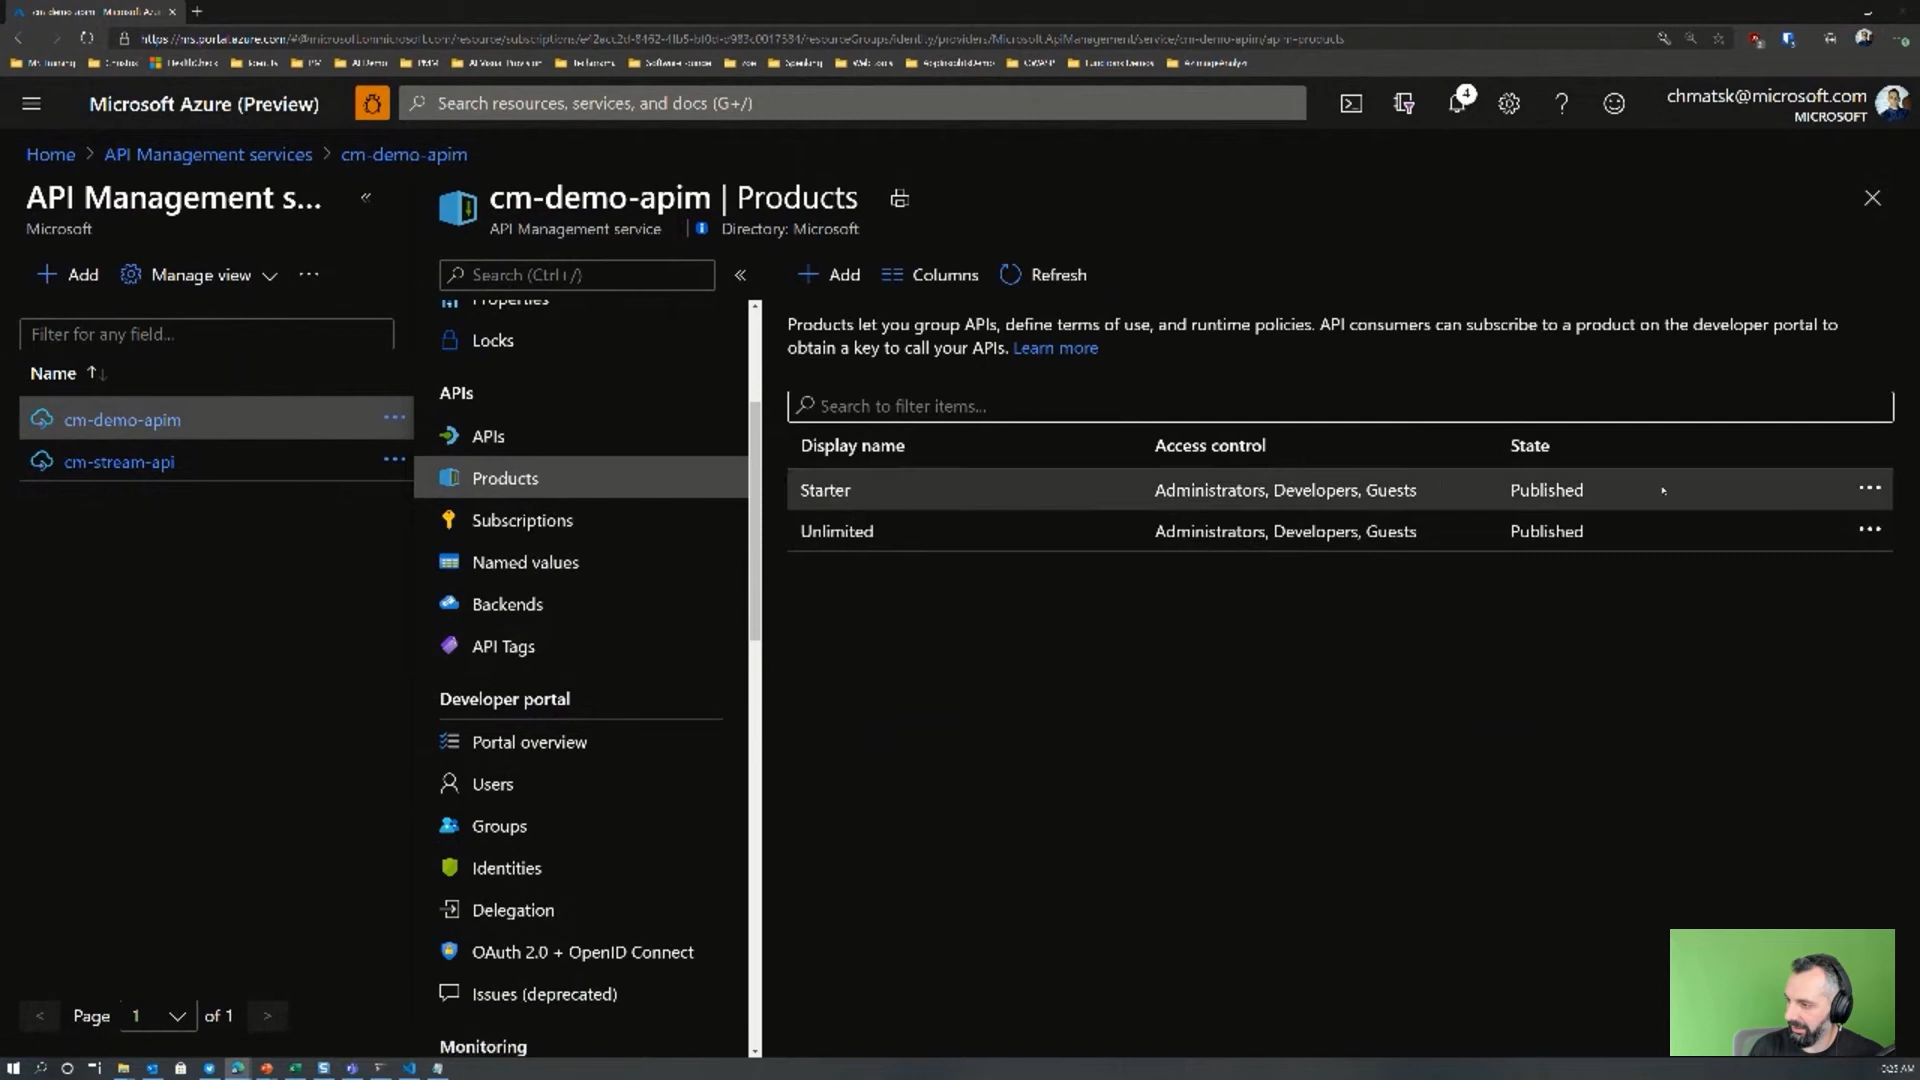 Microsoft Azure (Preview)
Search resources, services, and docs (G+/)
4
chmatsk@microsoft.com
MICROSOFT
Home > API Management services > cm-demo-apim
API Management s...
Microsoft
cm-demo-apim | Products
API Management service
Directory: Microsoft
Add
Manage view
Filter for any field...
Name
cm-demo-apim
cm-stream-api
Page 1 of 1
Search (Ctrl+/)
Properties
Locks
APIs
APIs
Products
Subscriptions
Named values
Backends
API Tags
Developer portal
Portal overview
Users
Groups
Identities
Delegation
OAuth 2.0 + OpenID Connect
Issues (deprecated)
Monitoring
Add
Columns
Refresh
Products let you group APIs, define terms of use, and runtime policies. API consumers can subscribe to a product on the developer portal to
obtain a key to call your APIs. Learn more
Search to filter items...
Display name Access control State
Starter Administrators, Developers, Guests Published
Unlimited Administrators, Developers, Guests Published